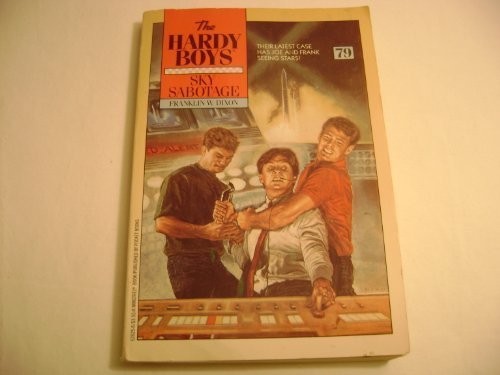 The
HARDY
BOYS
SKY
SABOTAGE
FRANKLIN W. DIXON
THEIR LATEST CASE
HAS JOE AND FRANK
SEEING STARS!
79